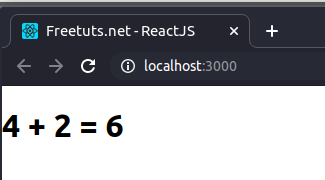 Freetuts.net - ReactJS
localhost:3000
4 + 2 = 6